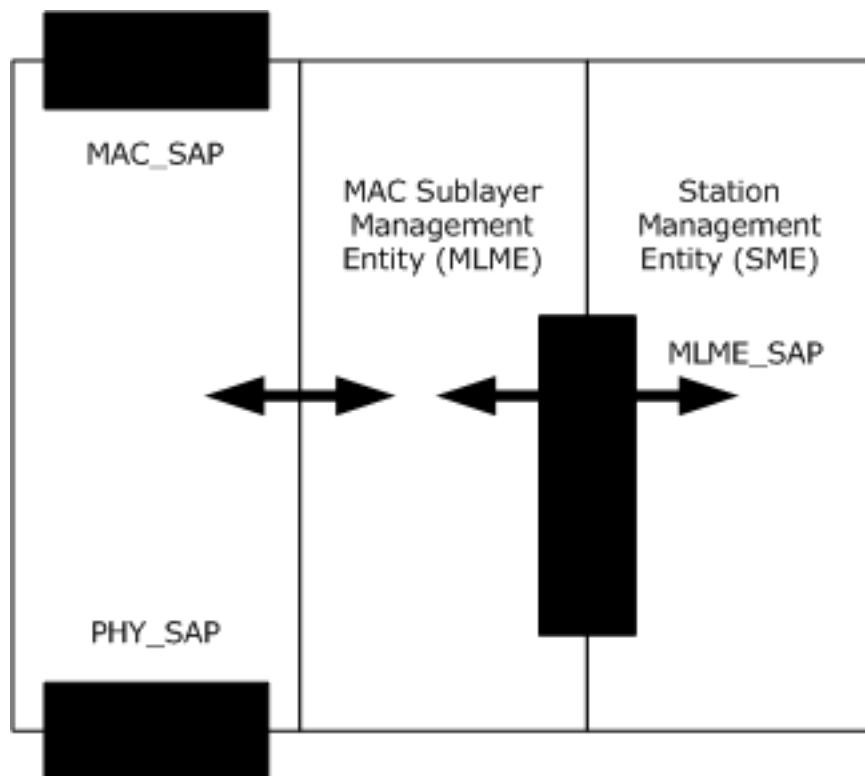 MAC_SAP
MAC Sublayer
Management
Entity (MLME)
Station
Management
Entity (SME)
MLME_SAP
PHY_SAP